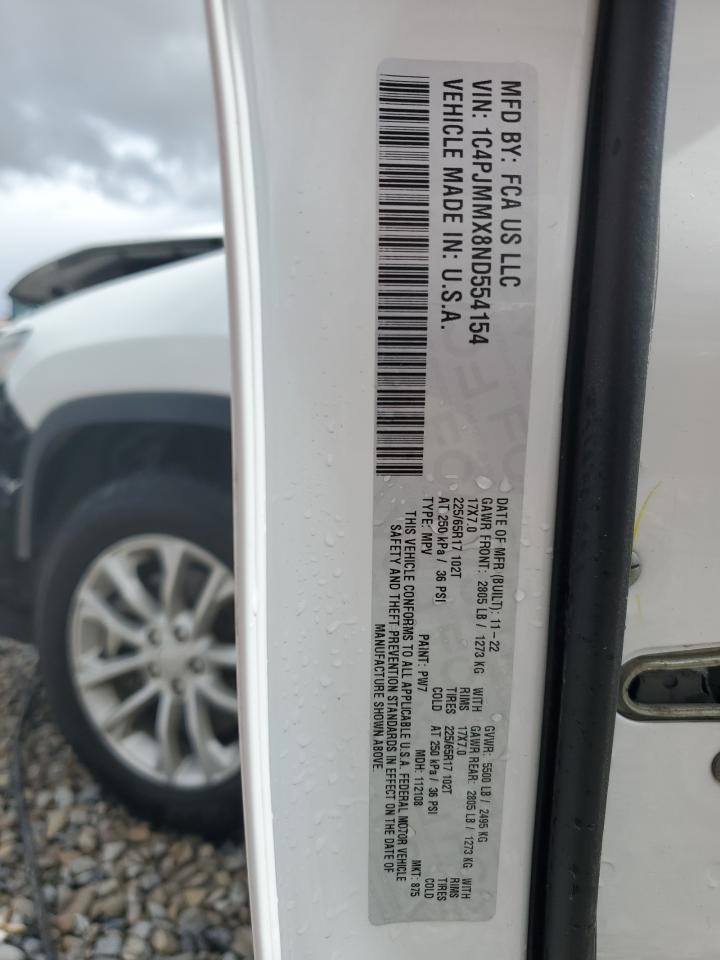 MFD BY: FCA US LLC
VIN: 1C4PJMMX8ND554154
VEHICLE MADE IN: U.S.A.
DATE OF MFR (BUILT): 11-22 GVWR: 5500 LB / 2495 KG
GAWR FRONT: 2805 LB / 1273 KG WITH GAWR REAR: 2805 LB / 1273 KG WITH
17X7.0 RIMS 17X7.0 RIMS
225/65R17 102T TIRES 225/65R17 102T TIRES
AT 250 kPa / 36 PSI COLD AT 250 kPa / 36 PSI COLD
TYPE: MPV PAINT: PW7 MDH: 112108 MKT: 875
THIS VEHICLE CONFORMS TO ALL APPLICABLE U.S.A. FEDERAL MOTOR VEHICLE
SAFETY AND THEFT PREVENTION STANDARDS IN EFFECT ON THE DATE OF
MANUFACTURE SHOWN ABOVE.